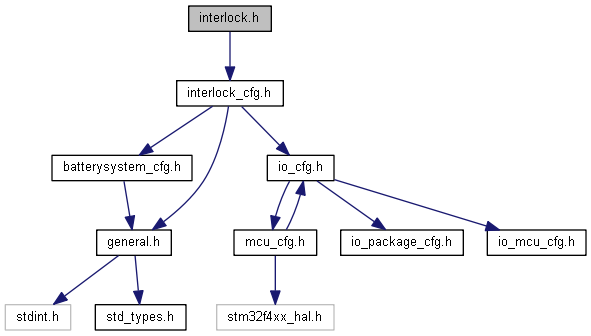 interlock.h
interlock_cfg.h
batterysystem_cfg.h
io_cfg.h
general.h
mcu_cfg.h
io_package_cfg.h
io_mcu_cfg.h
stdint.h
std_types.h
stm32f4xx_hal.h